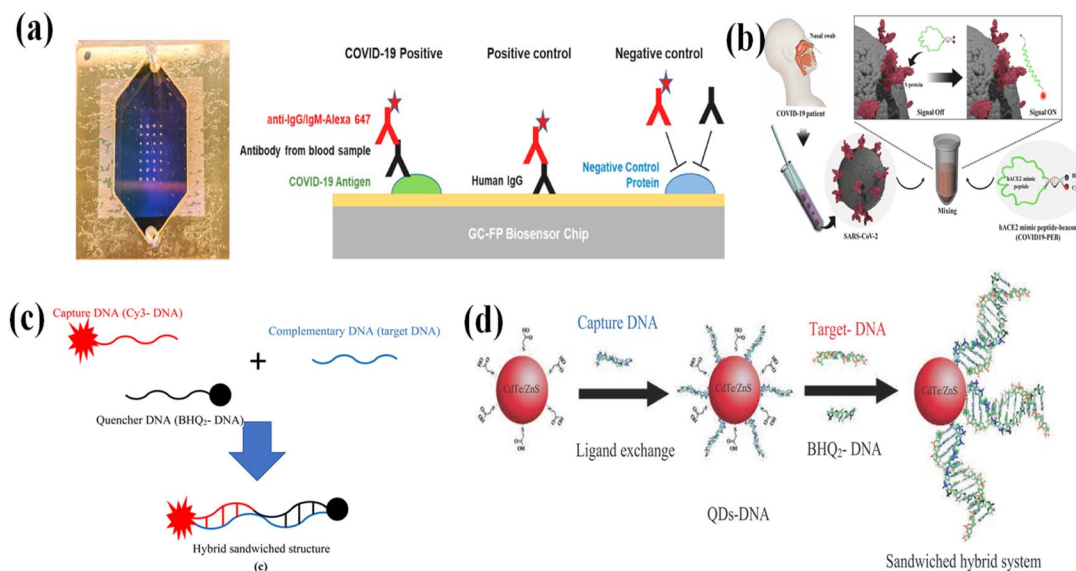 (a)
COVID-19 Positive
Positive control
Negative control
anti-IgG/IgM-Alexa 647
Antibody from blood sample
COVID-19 Antigen
Human IgG
Negative Control
Protein
GC-FP Biosensor Chip
(b)
Nasal swab
COVID-19 patient
S protein
Signal Off
Signal ON
SARS-CoV-2
Mixing
hACE2 mimic
peptide
B
Cy
hACE2 mimic peptide-beacon
(COVID19-PEB)
(c)
Capture DNA (Cy3- DNA)
Complementary DNA (target DNA)
+
Quencher DNA (BHQ2- DNA)
Hybrid sandwiched structure
(c)
(d)
Capture DNA
Target- DNA
HO
O
OH
CdTe/ZnS
CdTe/ZnS
CdTe/ZnS
Ligand exchange
BHQ2- DNA
QDs-DNA
Sandwiched hybrid system